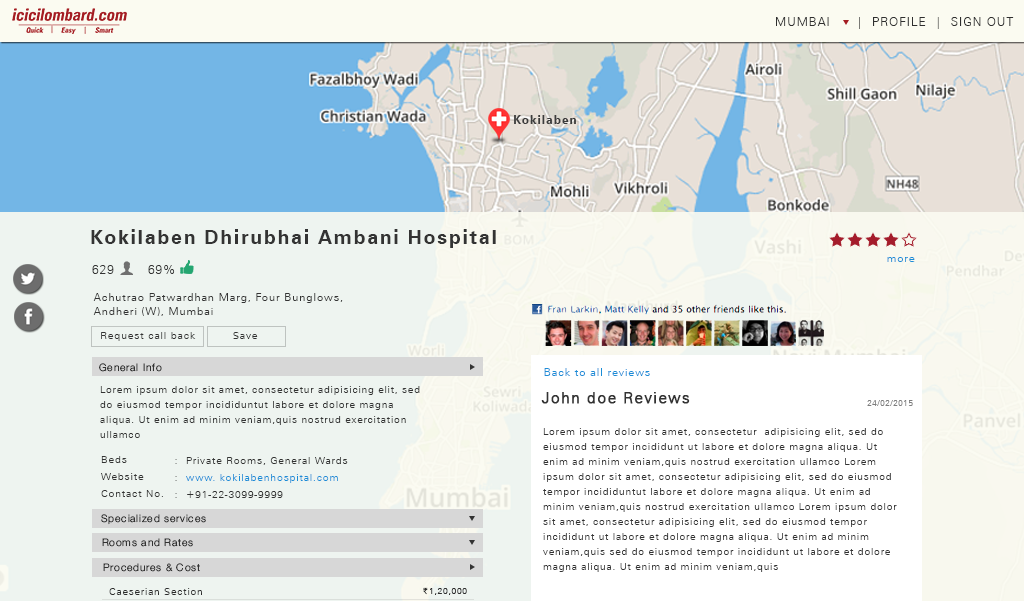 icicilombard.com
Quick | Easy | Smart
MUMBAI | PROFILE | SIGN OUT
Fazalbhoy Wadi
Christian Wada
Airoli
Shill Gaon
Nilaje
Kokilaben
Mohli
Vikhroli
NH48
Bonkode
BOM
Vashi
'Pendhar
Worli
Sewri
Koliwada
Navi Mumbai
Panvel
Mumbai
Kokilaben Dhirubhai Ambani Hospital
more
629 69%
Achutrao Patwardhan Marg, Four Bunglows,
Andheri (W), Mumbai
Request call back
Save
General Info
Lorem ipsum dolor sit amet, consectetur adipisicing elit, sed
do eiusmod tempor incididuntut labore et dolore magna
aliqua. Ut enim ad minim veniam,quis nostrud exercitation
ullamco
Beds : Private Rooms, General Wards
Website : www. kokilabenhospital.com
Contact No. : +91-22-3099-9999
Specialized services
Rooms and Rates
Procedures & Cost
Caeserian Section ₹1,20,000
Fran Larkin, Matt Kelly and 35 other friends like this.
Back to all reviews
John doe Reviews
24/02/2015
Lorem ipsum dolor sit amet, consectetur adipisicing elit, sed do
eiusmod tempor incididunt ut labore et dolore magna aliqua. Ut
enim ad minim veniam,quis nostrud exercitation ullamco Lorem
ipsum dolor sit amet, consectetur adipisicing elit, sed do eiusmod
tempor incididuntut labore et dolore magna aliqua. Ut enim ad
minim veniam,quis nostrud exercitation ullamco Lorem ipsum dolor
sit amet, consectetur adipisicing elit, sed do eiusmod tempor
incididunt ut labore et dolore magna aliqua. Ut enim ad minim
veniam,quis sed do eiusmod tempor incididunt ut labore et dolore
magna aliqua. Ut enim ad minim veniam,quis